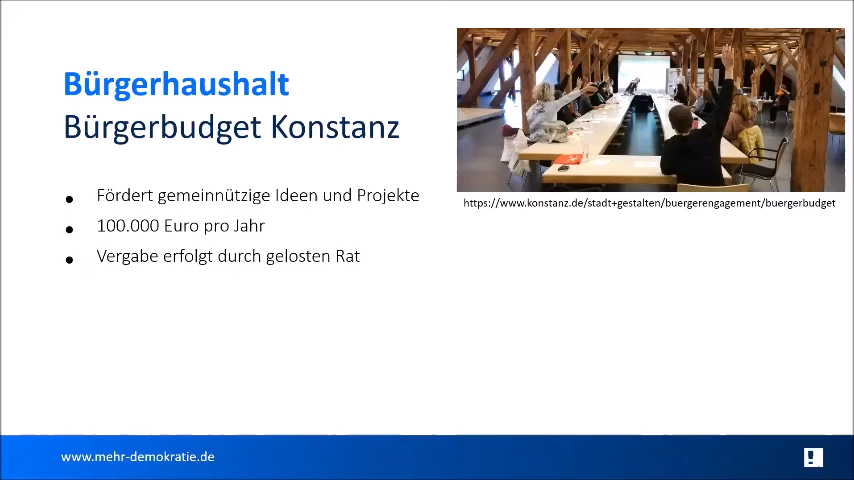 Bürgerhaushalt
Bürgerbudget Konstanz
Fördert gemeinnützige Ideen und Projekte
100.000 Euro pro Jahr
Vergabe erfolgt durch gelosten Rat
https://www.konstanz.de/stadt+gestalten/buergerengagement/buergerbudget
www.mehr-demokratie.de